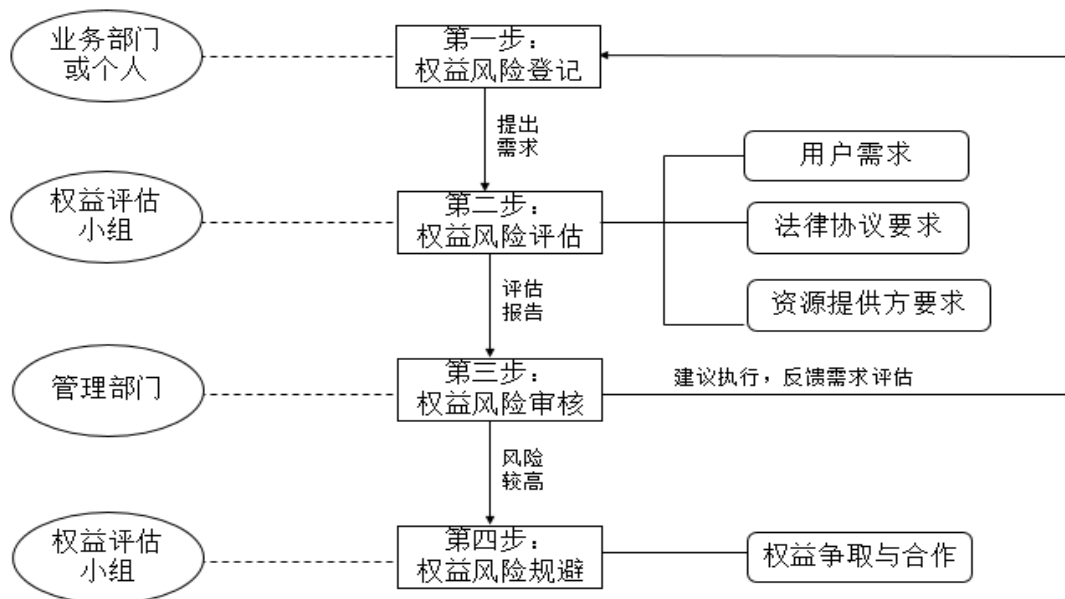 业务部门
或个人
第一步：
权益风险登记
提出
需求
用户需求
权益评估
小组
第二步：
权益风险评估
法律协议要求
评估
报告
资源提供方要求
管理部门
第三步：
权益风险审核
建议执行，反馈需求评估
风险
较高
权益评估
小组
第四步：
权益风险规避
权益争取与合作